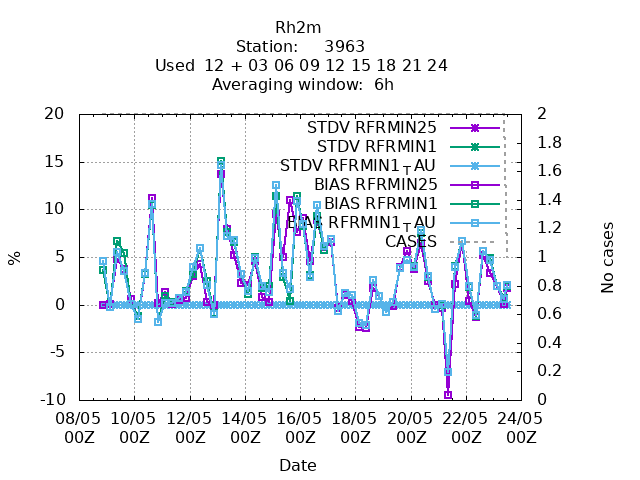 Rh2m
Station: 3963
Used 12 + 03 06 09 12 15 18 21 24
Averaging window: 6h
20
15
10
5
0
-5
-10
%
STDV RFRMIN25
STDV RFRMIN1
STDV RFRMIN1_AU
BIAS RFRMIN25
BIAS RFRMIN1
BIAS RFRMIN1_AU
CASES
2
1.8
1.6
1.4
1.2
1
0.8
0.6
0.4
0.2
0
No cases
08/05 10/05 12/05 14/05 16/05 18/05 20/05 22/05 24/05
00Z 00Z 00Z 00Z 00Z 00Z 00Z 00Z 00Z
Date